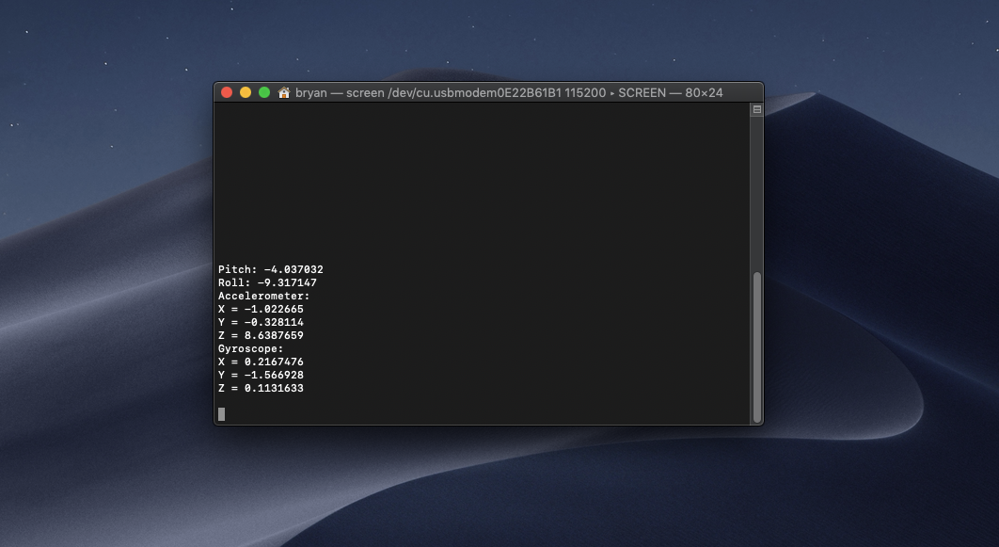 bryan — screen /dev/cu.usbmodem0E22B61B1 115200 ▸ SCREEN — 80×24
Pitch: -4.037032
Roll: -9.317147
Accelerometer:
X = -1.022665
Y = -0.328114
Z = 8.6387659
Gyroscope:
X = 0.2167476
Y = -1.566928
Z = 0.1131633